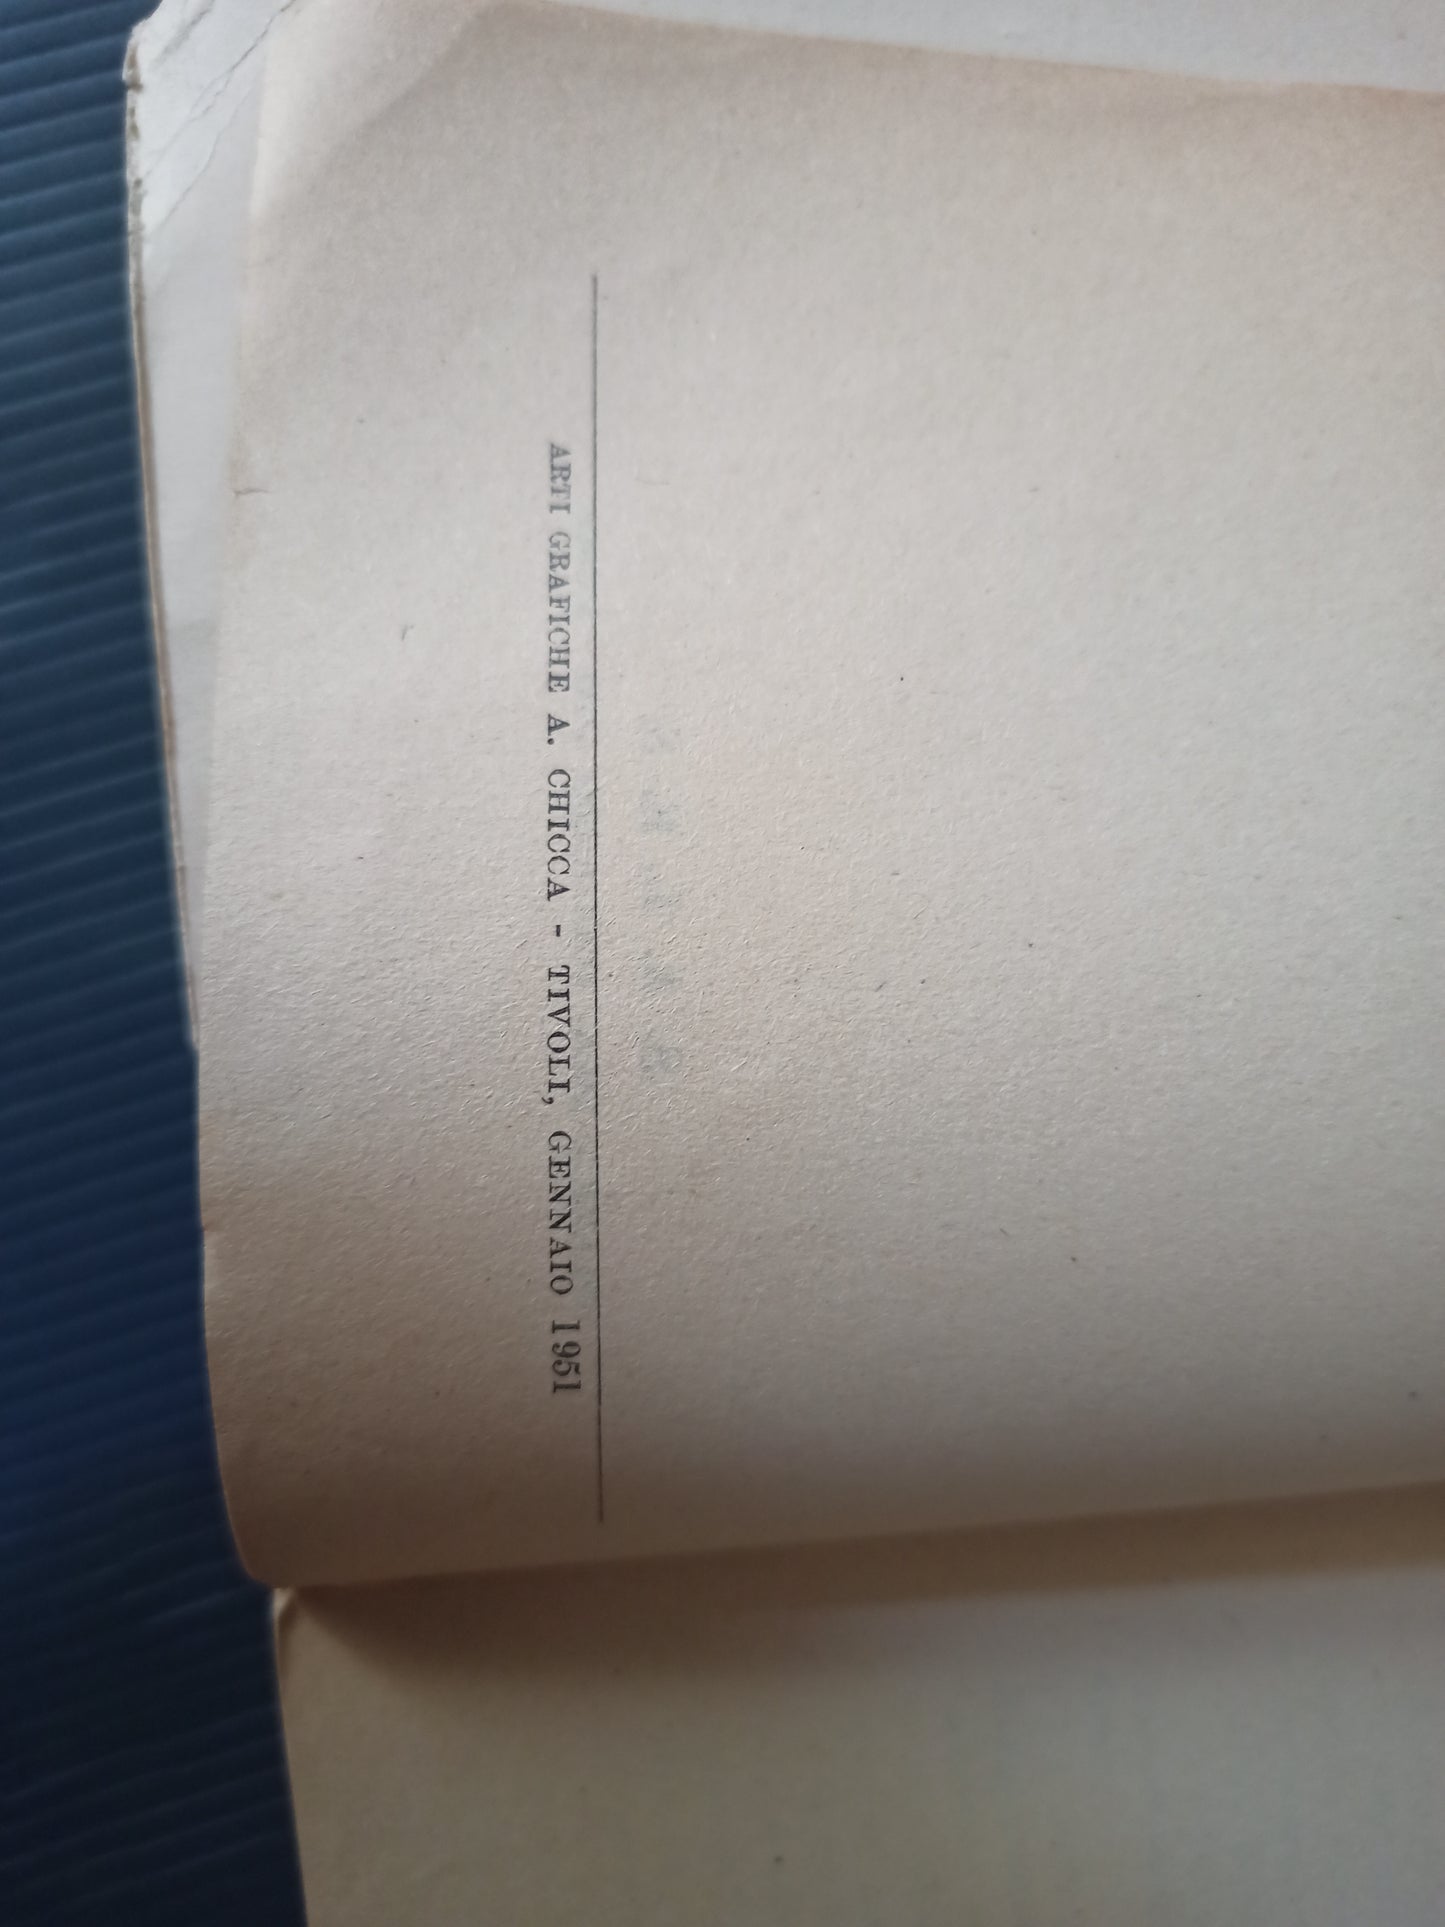 ARTI GRAFICHE A. CHICCA - TIVOLI, GENNAIO 1951